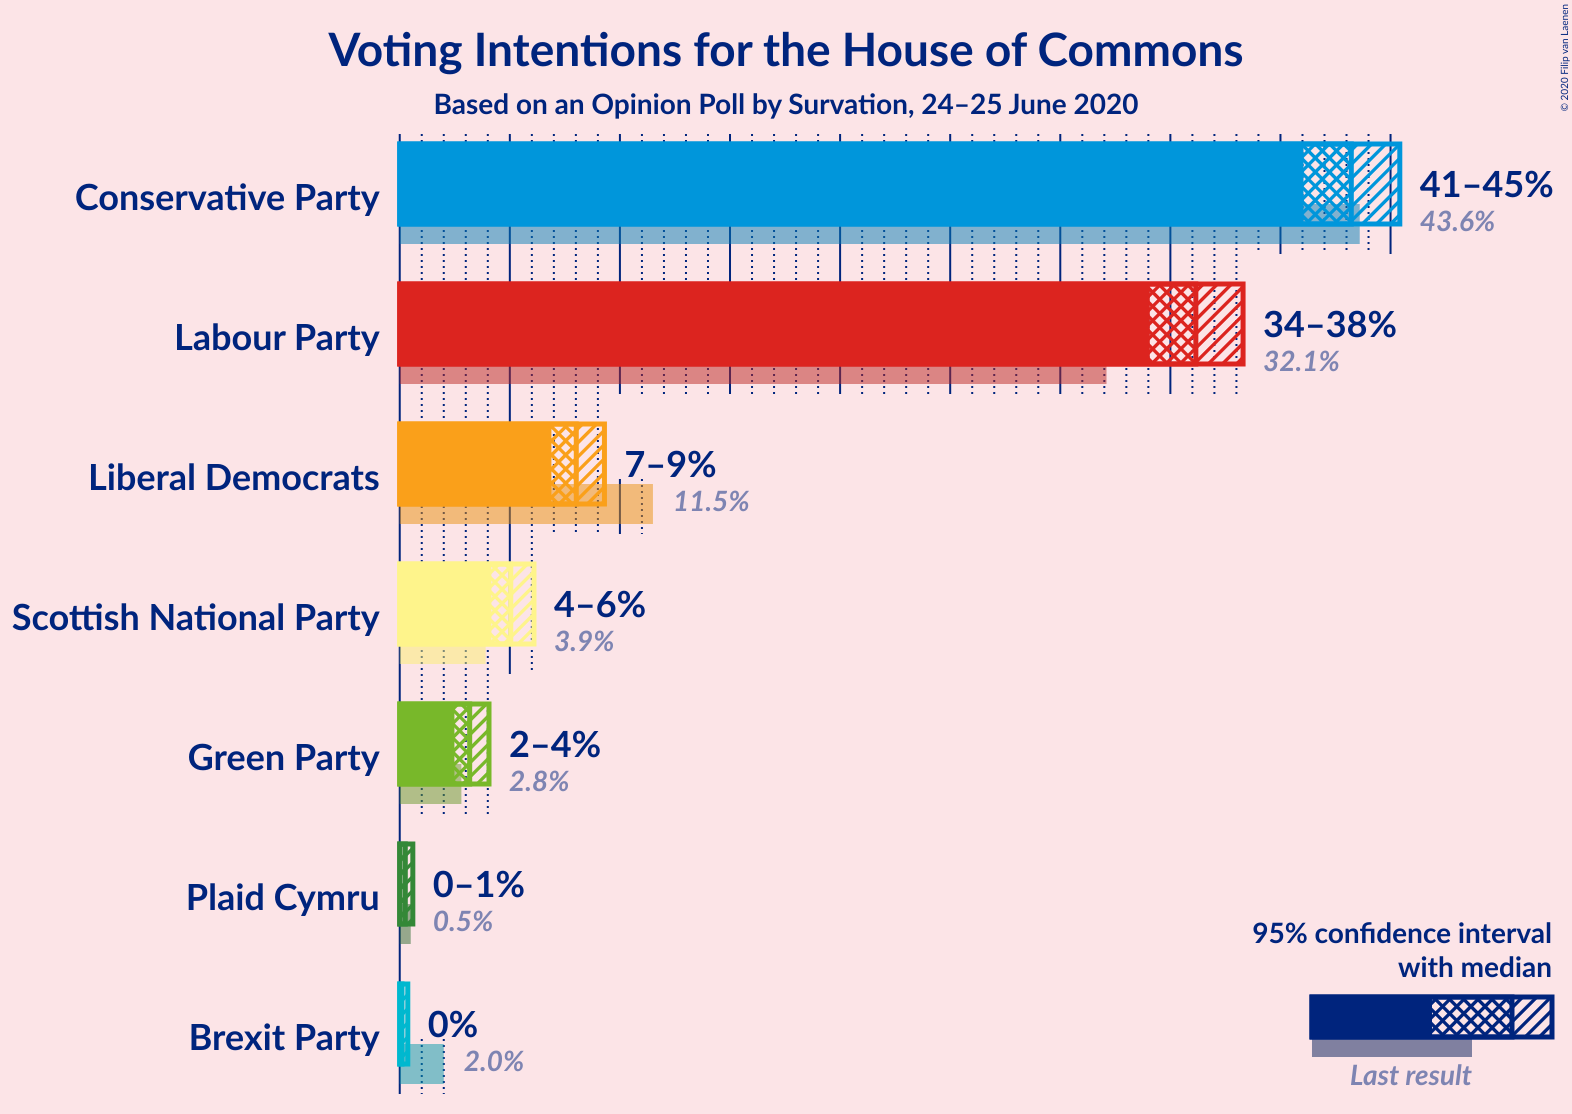 Voting Intentions for the House of Commons
Based on an Opinion Poll by Survation, 24–25 June 2020
© 2020 Filip van Laenen
Conservative Party
41–45%
43.6%
Labour Party
34–38%
32.1%
Liberal Democrats
7–9%
11.5%
Scottish National Party
4–6%
3.9%
Green Party
2–4%
2.8%
Plaid Cymru
0–1%
0.5%
Brexit Party
0%
2.0%
95% confidence interval
with median
Last result